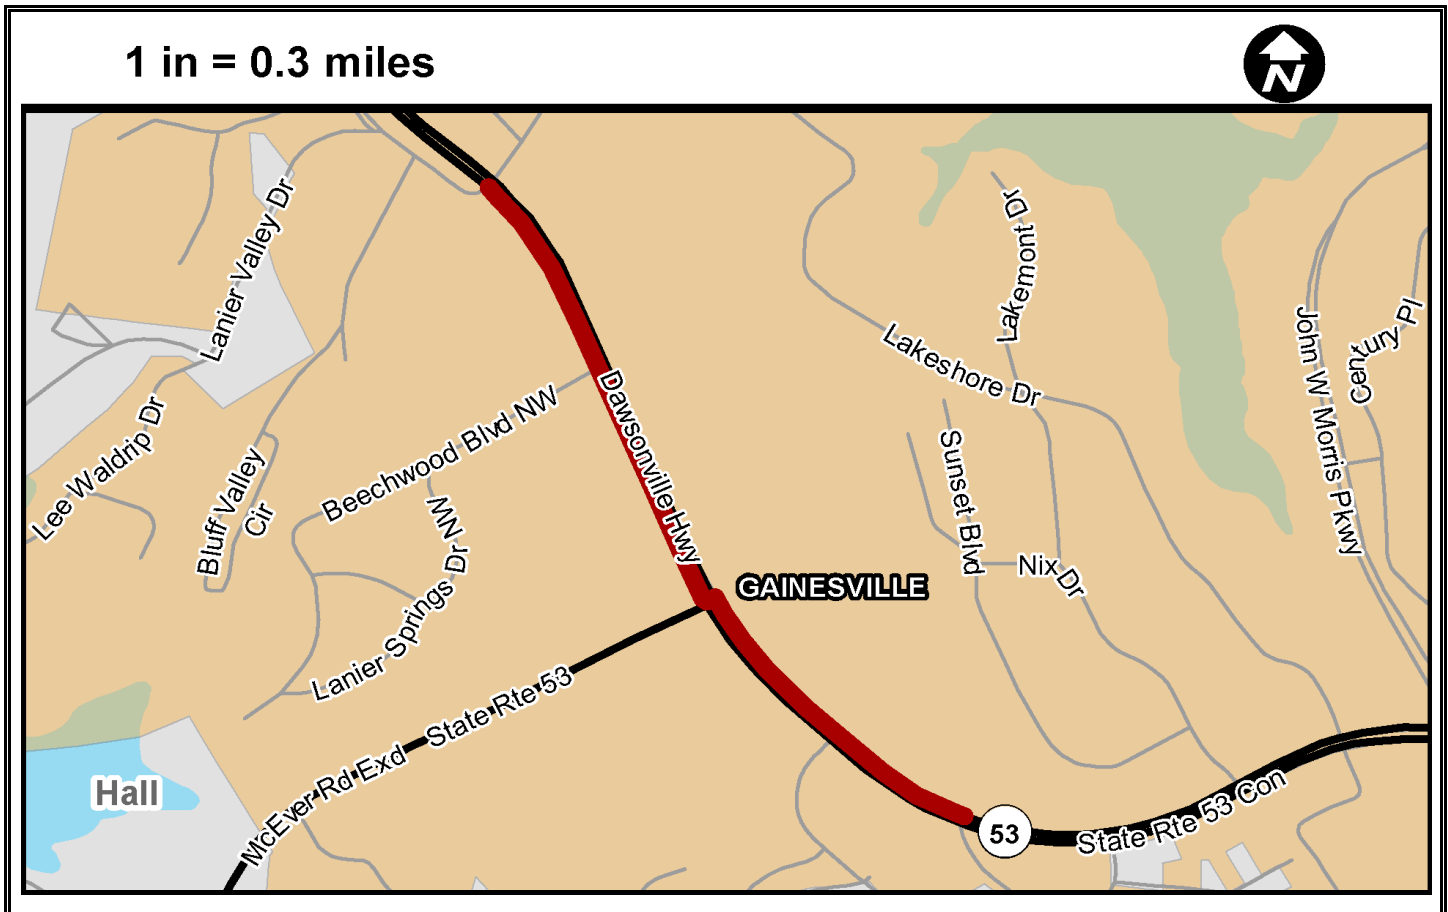 1 in = 0.3 miles
N
Lanier Valley Dr
Lakemont Dr
Lakeshore Dr
John W Morris Pkwy
Century Pl
Dawsonville Hwy
Beechwood Blvd NW
Lee Waldrip Dr
Bluff Valley
Cir
Sunset Blvd
Nix Dr
Lanier Springs Dr NW
GAINESVILLE
State Rte 53
McEver Rd Exd
Hall
53
State Rte 53 Con